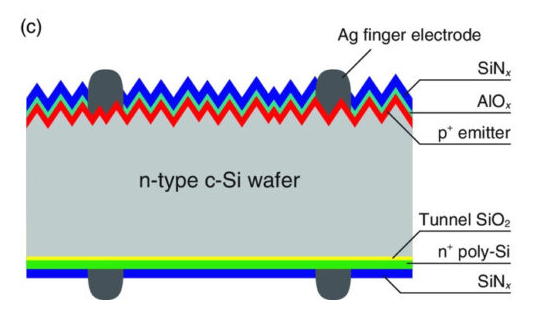 (c)
Ag finger electrode
SiNₓ
AlOₓ
p⁺ emitter
n-type c-Si wafer
Tunnel SiO₂
n⁺ poly-Si
SiNₓ